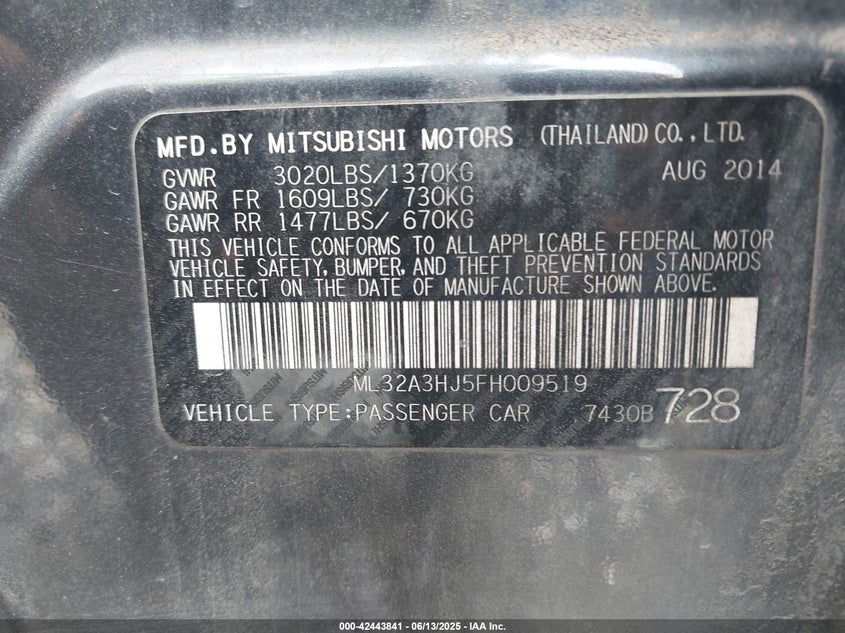 MFD.BY MITSUBISHI MOTORS (THAILAND) CO., LTD.
GVWR 3020LBS/1370KG AUG 2014
GAWR FR 1609LBS/ 730KG
GAWR RR 1477LBS/ 670KG
THIS VEHICLE CONFORMS TO ALL APPLICABLE FEDERAL MOTOR
VEHICLE SAFETY, BUMPER, AND THEFT PREVENTION STANDARDS
IN EFFECT ON THE DATE OF MANUFACTURE SHOWN ABOVE.
ML32A3HJ5FH009519
VEHICLE TYPE:PASSENGER CAR 7430B 728
000-42443841 - 06/13/2025 - IAA Inc.